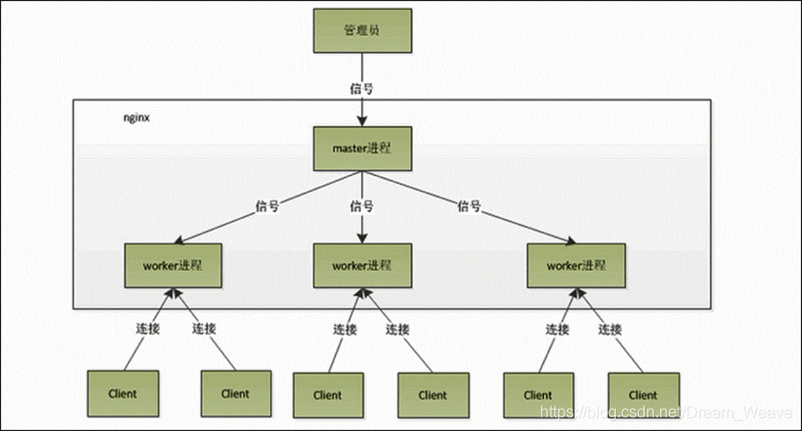 管理员
信号
nginx
master进程
信号 信号 信号
worker进程 worker进程 worker进程
连接 连接 连接 连接 连接 连接
Client Client Client Client Client Client
https://blog.csdn.net/Dream_Weave